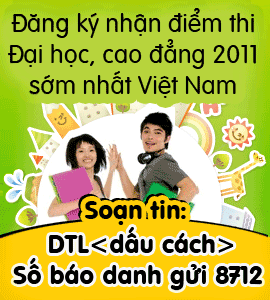 Đăng ký nhận điểm thi
Đại học, cao đẳng 2011
sớm nhất Việt Nam
Soạn tin:
DTL<dấu cách>
Số báo danh gửi 8712